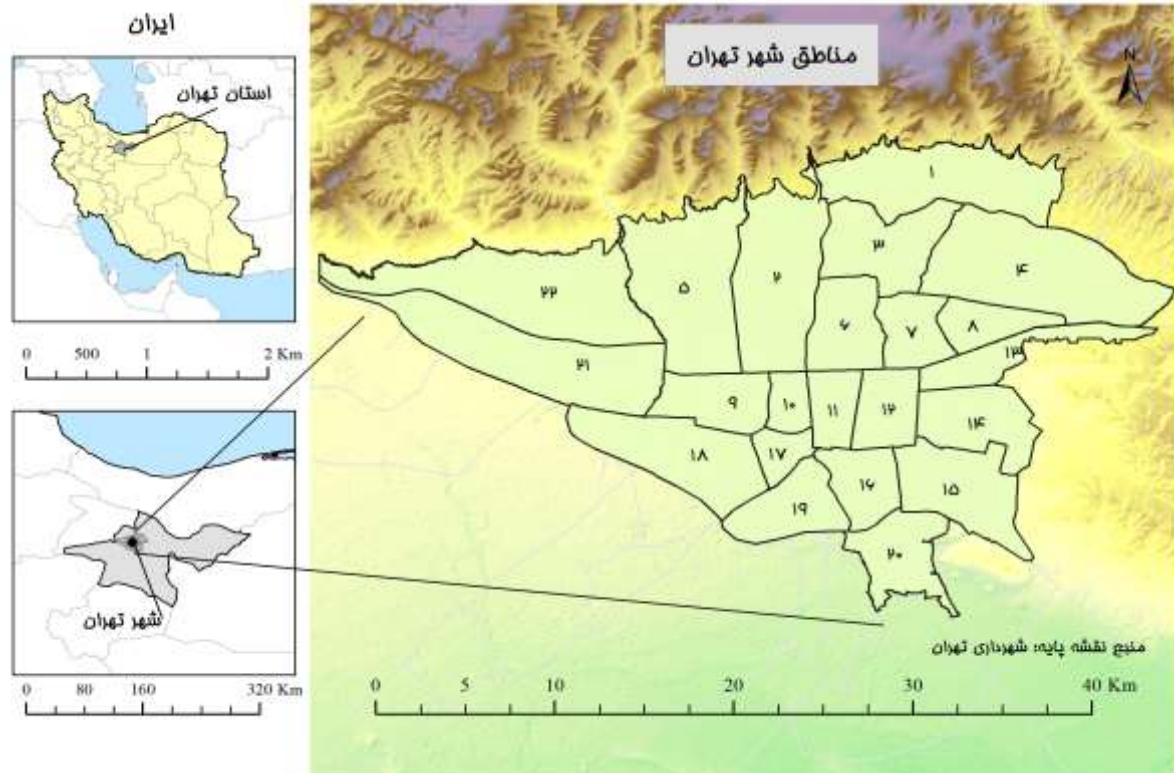 ایران
استان تهران
0 500 1 2 Km
شهر تهران
0 80 160 320 Km
مناطق شهر تهران
N
۱
۳
۴
۲
۵
۲۲
۶
۷
۸
۱۳
۲۱
۹
۱۰
۱۱
۱۲
۱۴
۱۸
۱۷
۱۶
۱۵
۱۹
۲۰
منبع نقشه پایه: شهرداری تهران
0 5 10 20 30 40 Km